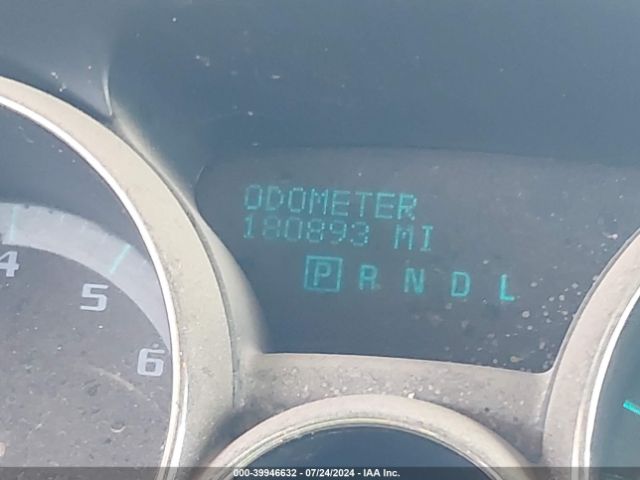 ODOMETER
180893 MI
P R N D L
4
5
6
000-39946632 - 07/24/2024 - IAA Inc.